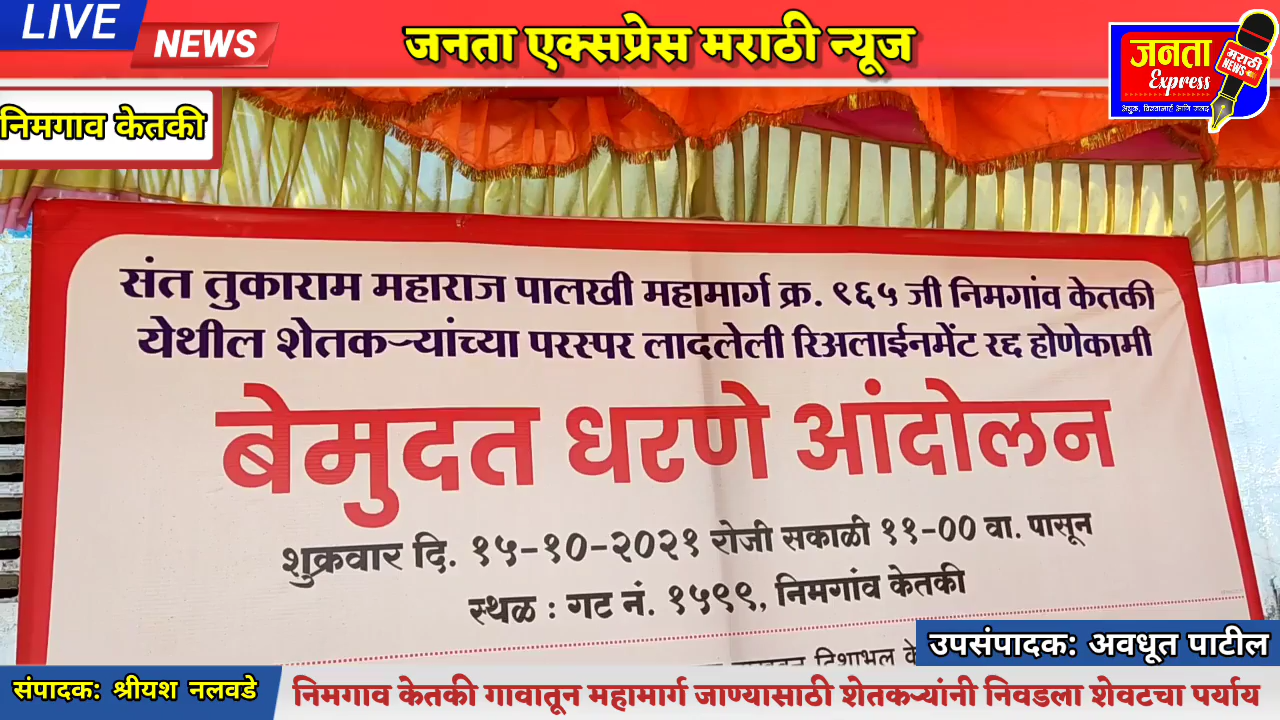 LIVE
NEWS
जनता एक्सप्रेस मराठी न्यूज
जनता
Express
मराठी
NEWS
निमगाव केतकी
संत तुकाराम महाराज पालखी महामार्ग क्र. ९६५ जी निमगांव केतकी
येथील शेतकऱ्यांच्या परस्पर लादलेली रिअलाईनमेंट रद्द होणेकामी
बेमुदत धरणे आंदोलन
शुक्रवार दि. १५-१०-२०२१ रोजी सकाळी ११-०० वा. पासून
स्थळ : गट नं. १५९९, निमगांव केतकी
उपसंपादक: अवधूत पाटील
संपादक: श्रीयश नलवडे
निमगाव केतकी गावातून महामार्ग जाण्यासाठी शेतकऱ्यांनी निवडला शेवटचा पर्याय